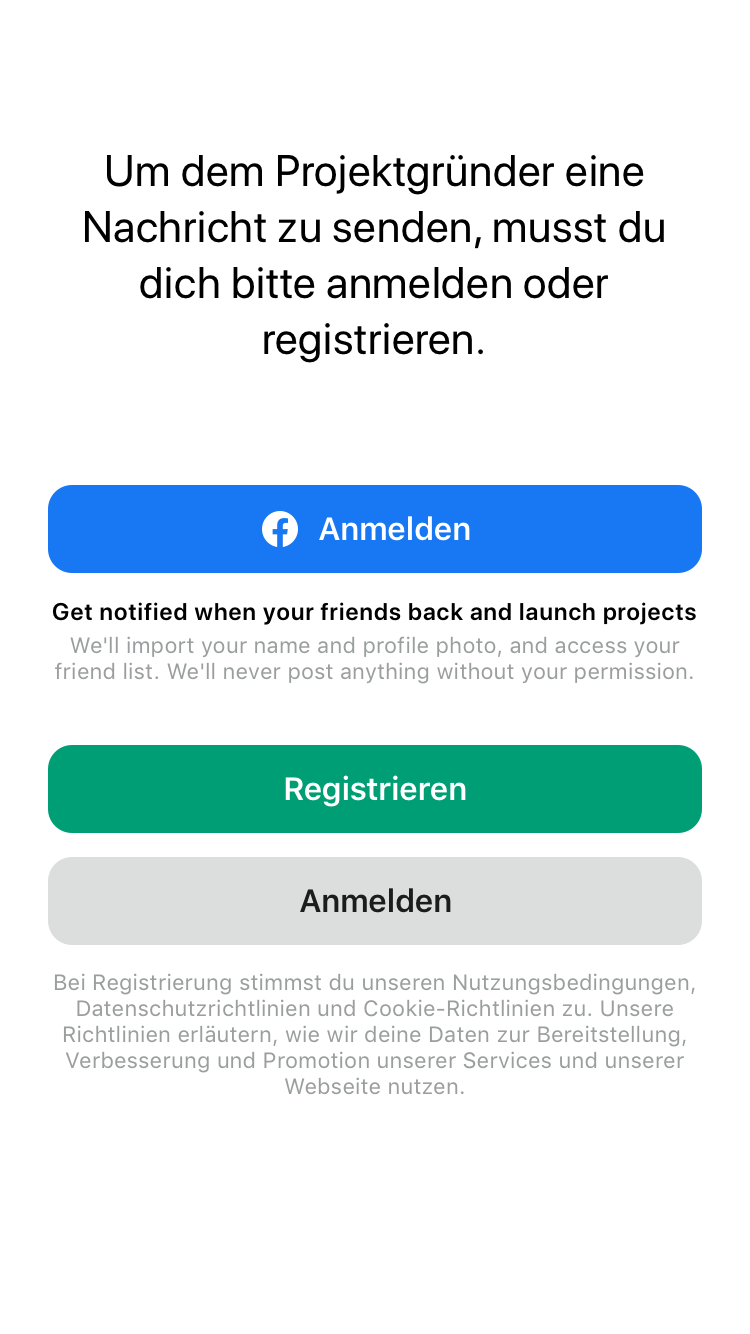 Um dem Projektgründer eine
Nachricht zu senden, musst du
dich bitte anmelden oder
registrieren.
Anmelden
Get notified when your friends back and launch projects
We'll import your name and profile photo, and access your
friend list. We'll never post anything without your permission.
Registrieren
Anmelden
Bei Registrierung stimmst du unseren Nutzungsbedingungen,
Datenschutzrichtlinien und Cookie-Richtlinien zu. Unsere
Richtlinien erläutern, wie wir deine Daten zur Bereitstellung,
Verbesserung und Promotion unserer Services und unserer
Webseite nutzen.